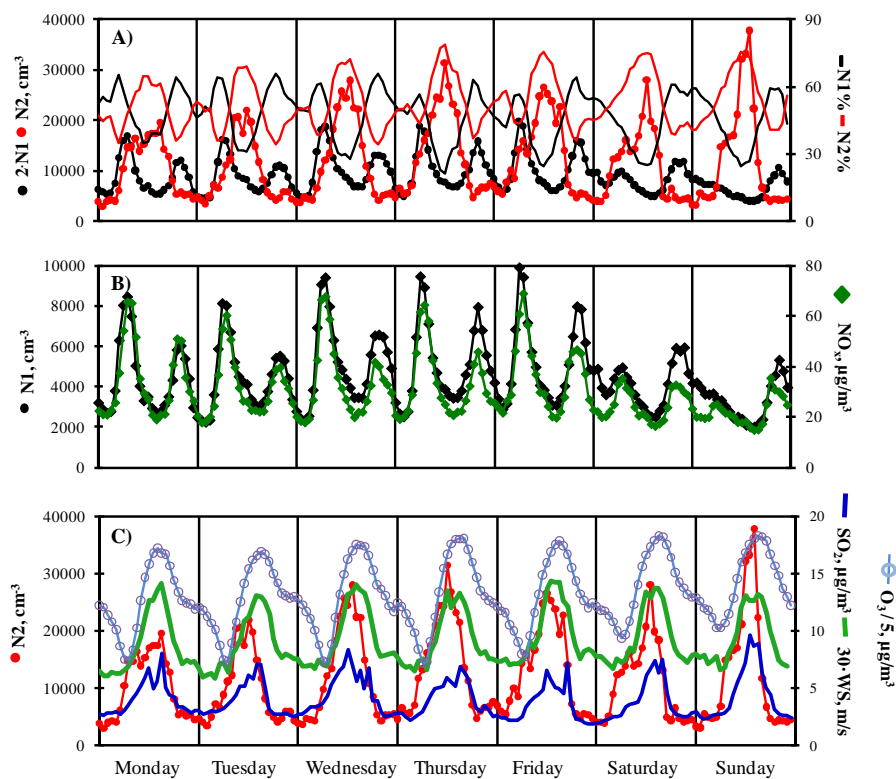 A)
40000
30000
20000
10000
0
2·N1 ● N2, cm-3
90
60
30
0
N1% N2%
B)
10000
8000
6000
4000
2000
0
N1, cm-3
80
60
40
20
0
NOx, µg/m3
C)
40000
30000
20000
10000
0
N2, cm-3
20
15
10
5
0
SO2, µg/m3 30·WS, m/s
O3 / 5, µg/m3
Monday Tuesday Wednesday Thursday Friday Saturday Sunday